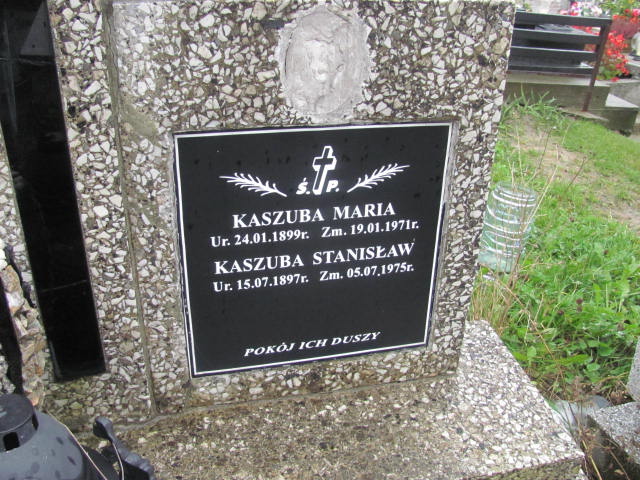 Ś. P.
KASZUBA MARIA
Ur. 24.01.1899r. Zm. 19.01.1971r.
KASZUBA STANISŁAW
Ur. 15.07.1897r. Zm. 05.07.1975r.
POKÓJ ICH DUSZY